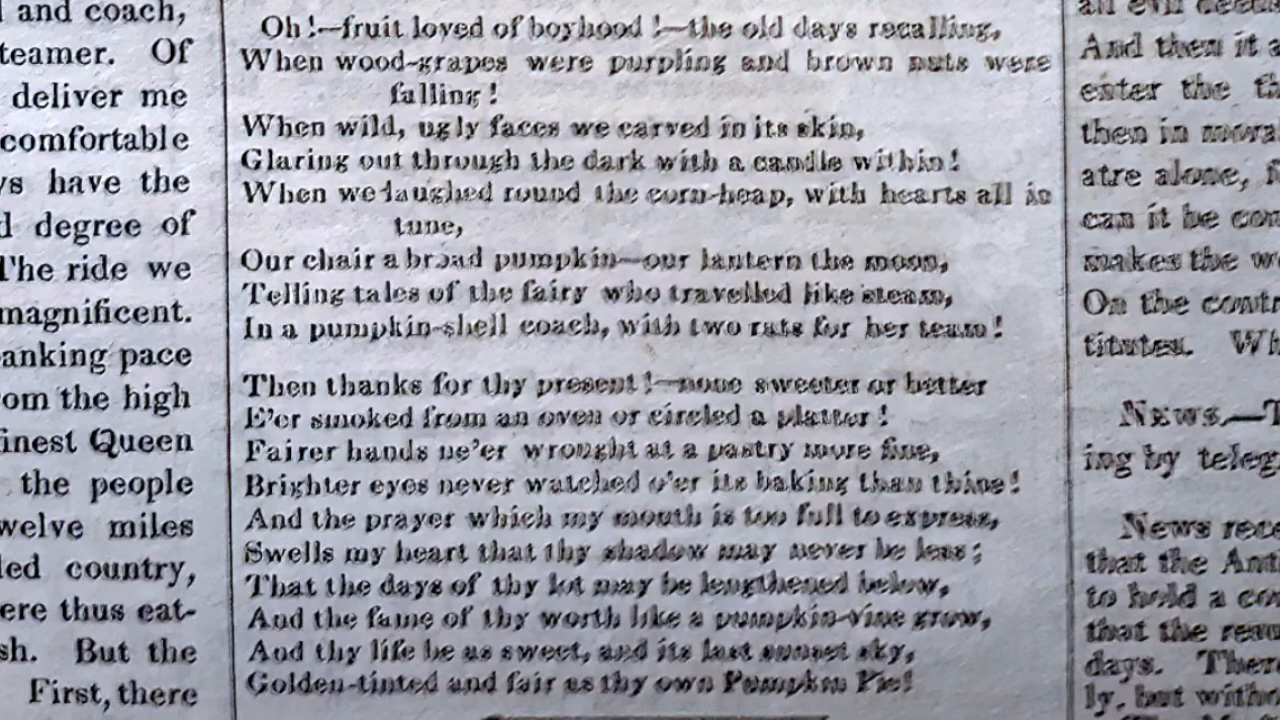 and coach,
teamer. Of
deliver me
comfortable
ys have the
d degree of
The ride we
magnificent.
anking pace
om the high
finest Queen
the people
welve miles
led country,
ere thus eat-
sh. But the
First, there
Oh!—fruit loved of boyhood!—the old days recalling,
When wood-grapes were purpling and brown nuts were
falling!
When wild, ugly faces we carved in its skin,
Glaring out through the dark with a candle within!
When we laughed round the corn-heap, with hearts all in
tune,
Our chair a broad pumpkin—our lantern the moon,
Telling tales of the fairy who travelled like steam,
In a pumpkin-shell coach, with two rats for her team!
Then thanks for thy present!—none sweeter or better
E'er smoked from an oven or circled a platter!
Fairer hands ne'er wrought at a pastry more fine,
Brighter eyes never watched o'er its baking than thine!
And the prayer which my mouth is too full to express,
Swells my heart that thy shadow may never be less;
That the days of thy lot may be lengthened below,
And the fame of thy worth like a pumpkin-vine grow,
And thy life be as sweet, and its last sunset sky,
Golden-tinted and fair as thy own Pumpkin Pie!
all evil
And then it a
enter the
then in mora
atre alone,
can it be con
makes the
On the contr
titutes. Wh
News.—T
ing by teleg
News rece
that the Ant
to hold a co
that the
days. Ther
ly, but witho